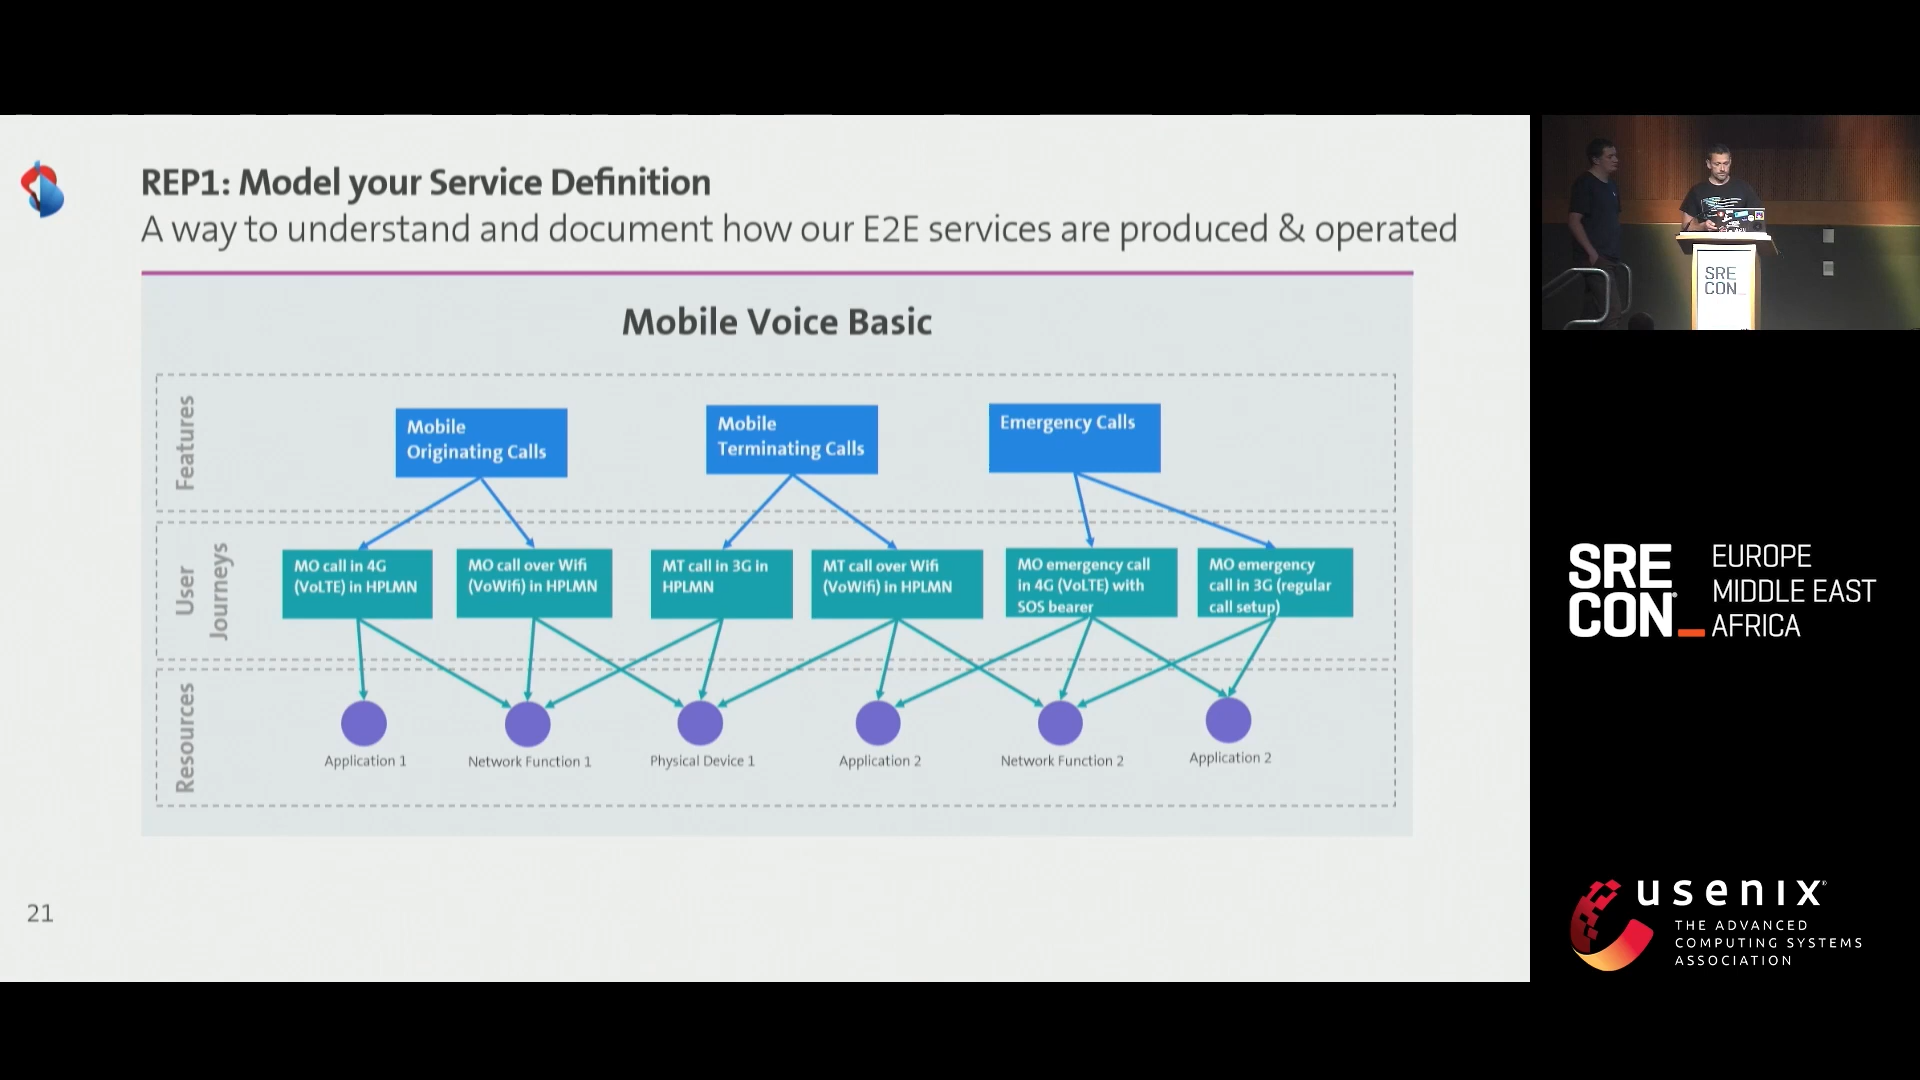 REP1: Model your Service Definition
A way to understand and document how our E2E services are produced & operated
Mobile Voice Basic
Features
Mobile
Originating Calls
Mobile
Terminating Calls
Emergency Calls
User
Journeys
MO call in 4G
(VoLTE) in HPLMN
MO call over Wifi
(VoWifi) in HPLMN
MT call in 3G in
HPLMN
MT call over Wifi
(VoWifi) in HPLMN
MO emergency call
in 4G (VoLTE) with
SOS bearer
MO emergency
call in 3G (regular
call setup)
Resources
Application 1
Network Function 1
Physical Device 1
Application 2
Network Function 2
Application 2
21
SRE
CON_
SRE
CON_
EUROPE
MIDDLE EAST
AFRICA
usenix
THE ADVANCED
COMPUTING SYSTEMS
ASSOCIATION